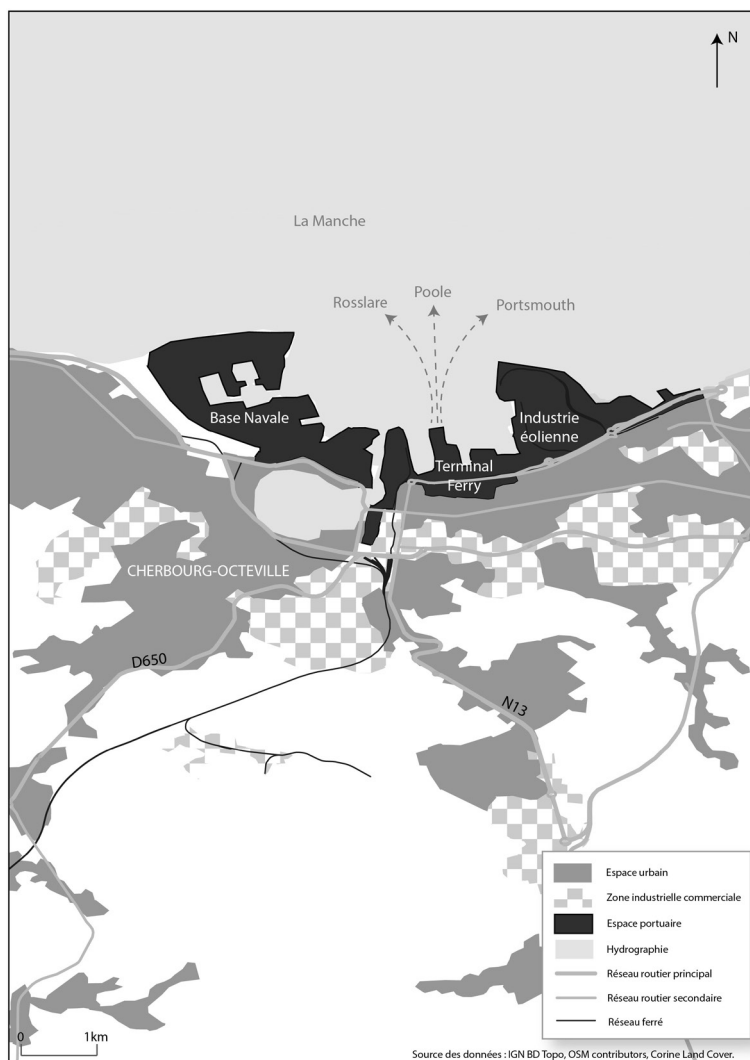 N
La Manche
Poole
Rosslare
Portsmouth
Base Navale
Industrie
éolienne
Terminal
Ferry
CHERBOURG-OCTEVILLE
D650
N13
Espace urbain
Zone industrielle commerciale
Espace portuaire
Hydrographie
Réseau routier principal
Réseau routier secondaire
Réseau ferré
0 1km
Source des données : IGN BD Topo, OSM contributors, Corine Land Cover.